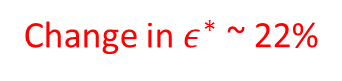 Change in ϵ* ~ 22%